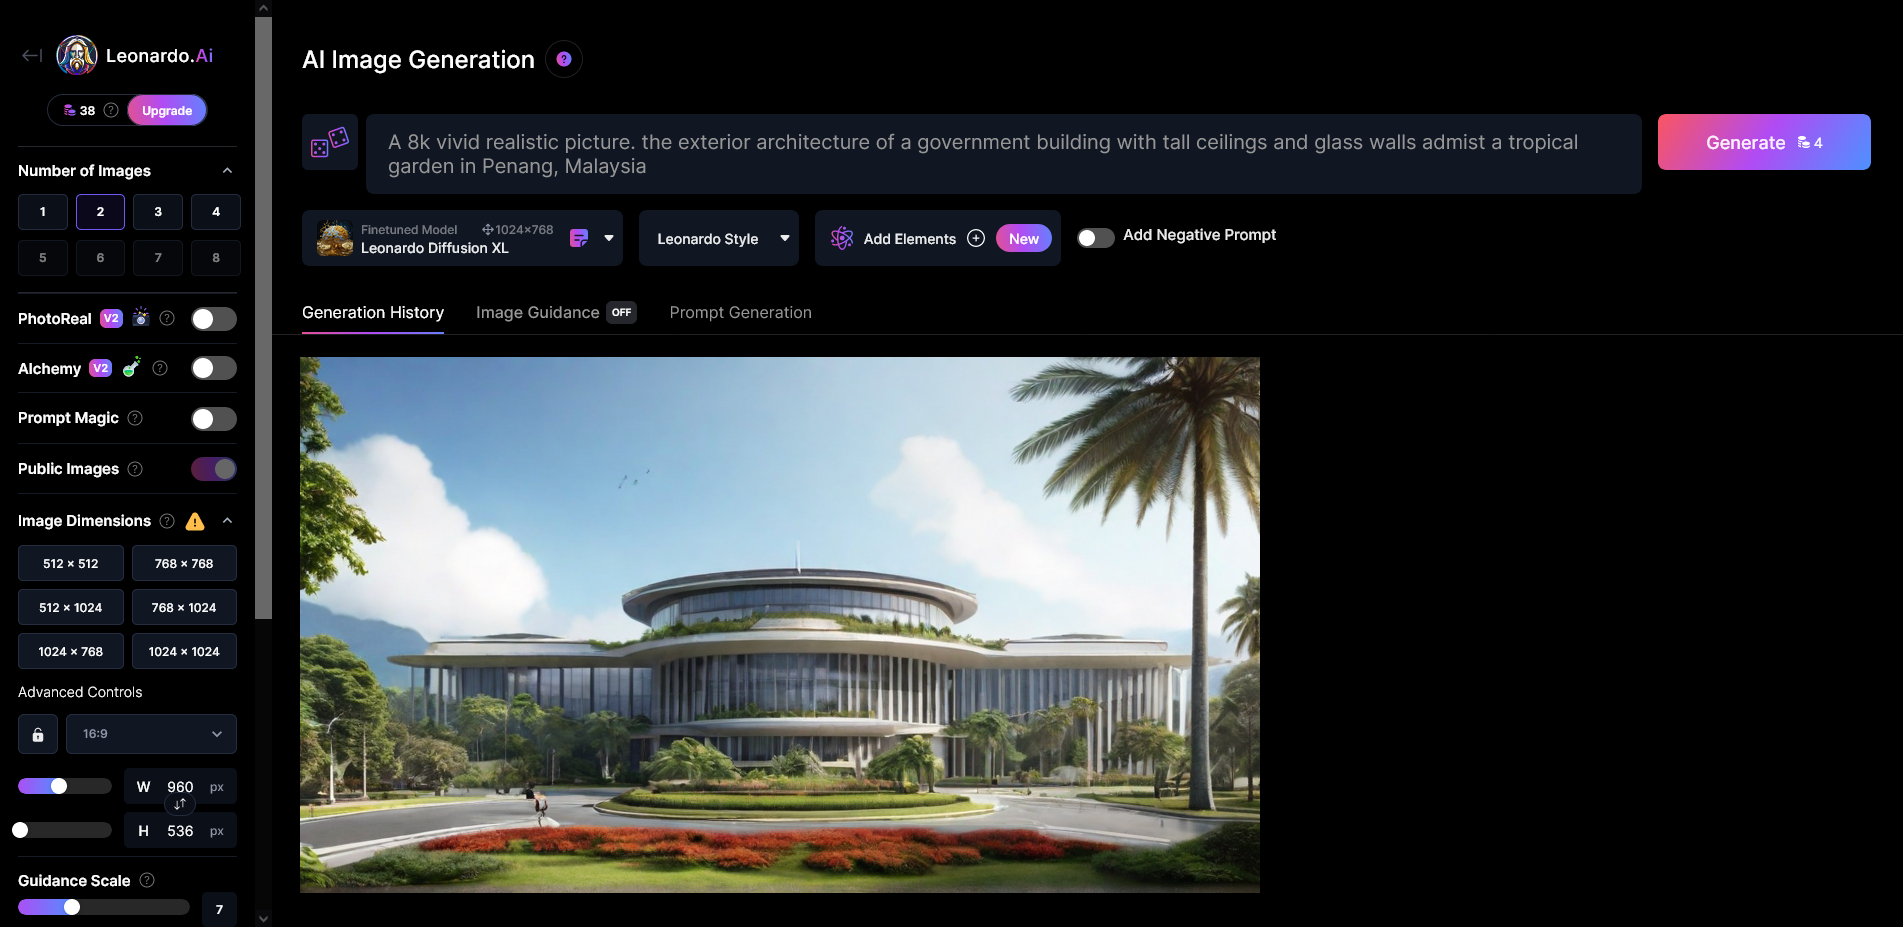 Leonardo.Ai
38
Upgrade
Number of Images
1 2 3 4
5 6 7 8
PhotoReal V2
Alchemy V2
Prompt Magic
Public Images
Image Dimensions
512 × 512 768 × 768
512 × 1024 768 × 1024
1024 × 768 1024 × 1024
Advanced Controls
16:9
W 960 px
H 536 px
Guidance Scale
7
AI Image Generation
A 8k vivid realistic picture. the exterior architecture of a government building with tall ceilings and glass walls admist a tropical
garden in Penang, Malaysia
Generate 4
Finetuned Model 1024×768
Leonardo Diffusion XL
Leonardo Style
Add Elements New
Add Negative Prompt
Generation History Image Guidance OFF Prompt Generation